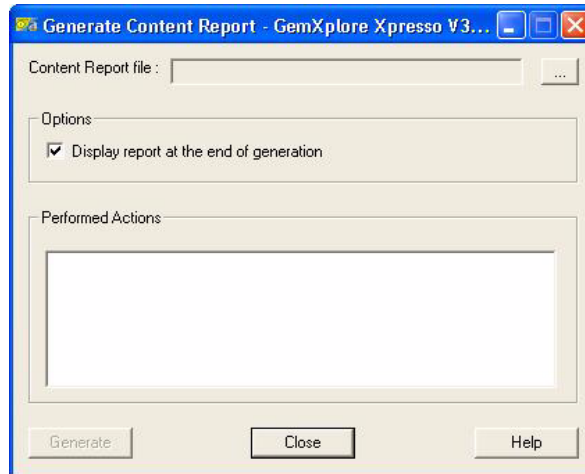 Generate Content Report - GemXplore Xpresso V3...
Content Report file :
...
Options
Display report at the end of generation
Performed Actions
Generate
Close
Help